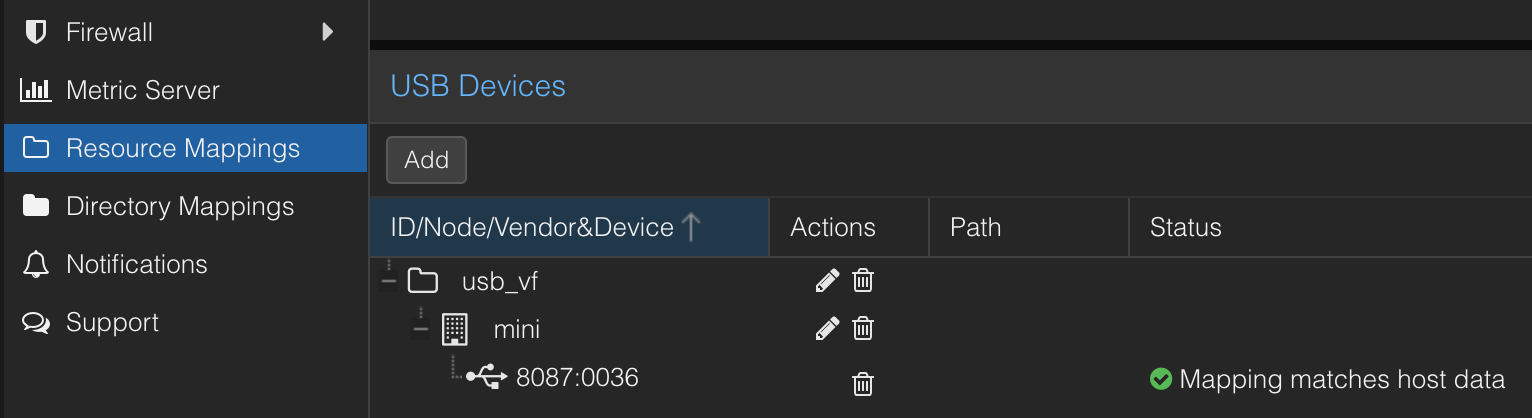 Firewall
Metric Server
Resource Mappings
Directory Mappings
Notifications
Support
USB Devices
Add
ID/Node/Vendor&Device Actions Path Status
usb_vf
mini
8087:0036 Mapping matches host data